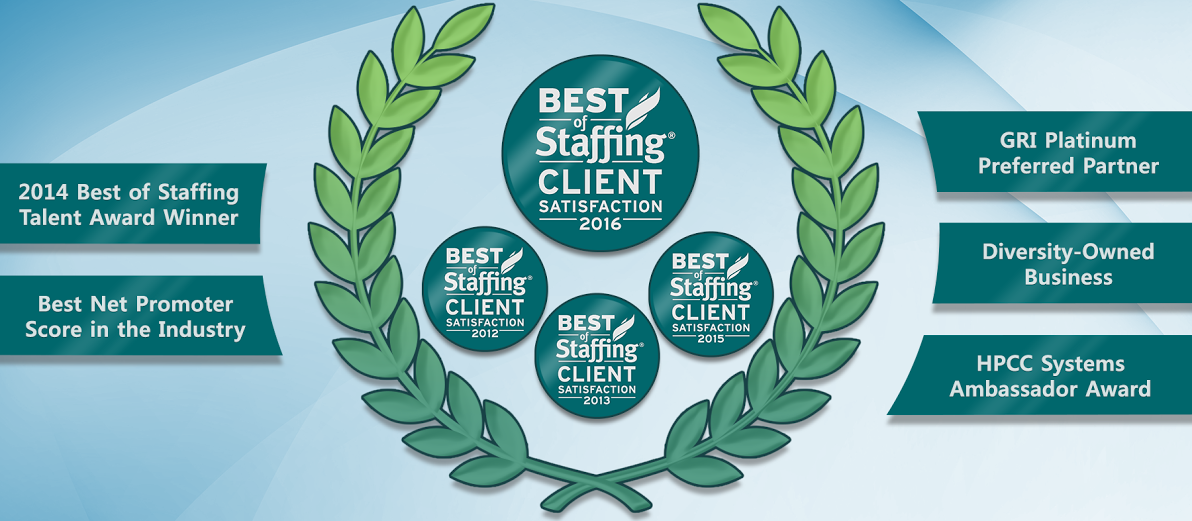 2014 Best of Staffing
Talent Award Winner
Best Net Promoter
Score in the Industry
BEST
of
Staffing®
CLIENT
SATISFACTION
2016
BEST
of
Staffing®
CLIENT
SATISFACTION
2012
BEST
of
Staffing®
CLIENT
SATISFACTION
2013
BEST
of
Staffing®
CLIENT
SATISFACTION
2015
GRI Platinum
Preferred Partner
Diversity-Owned
Business
HPCC Systems
Ambassador Award